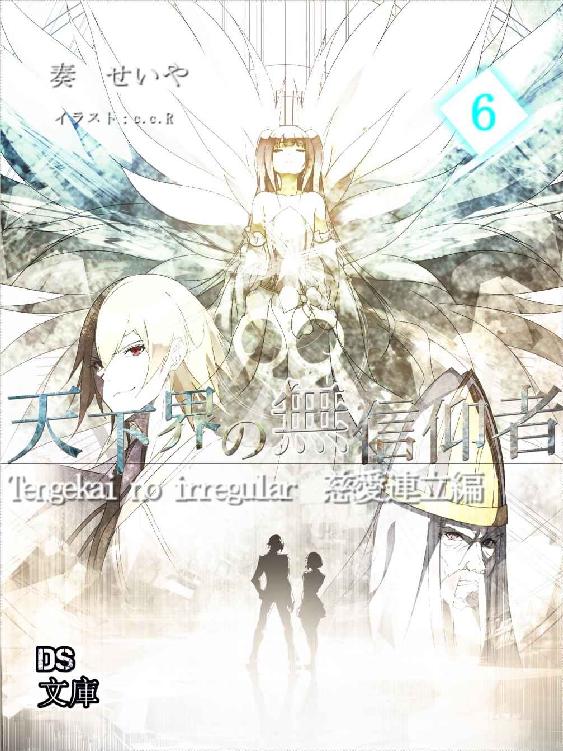 奏　せいや
イラスト:c.c.R
6
天下界の無信仰者
Tengekai no irregular　慈愛連立編
DS
文庫